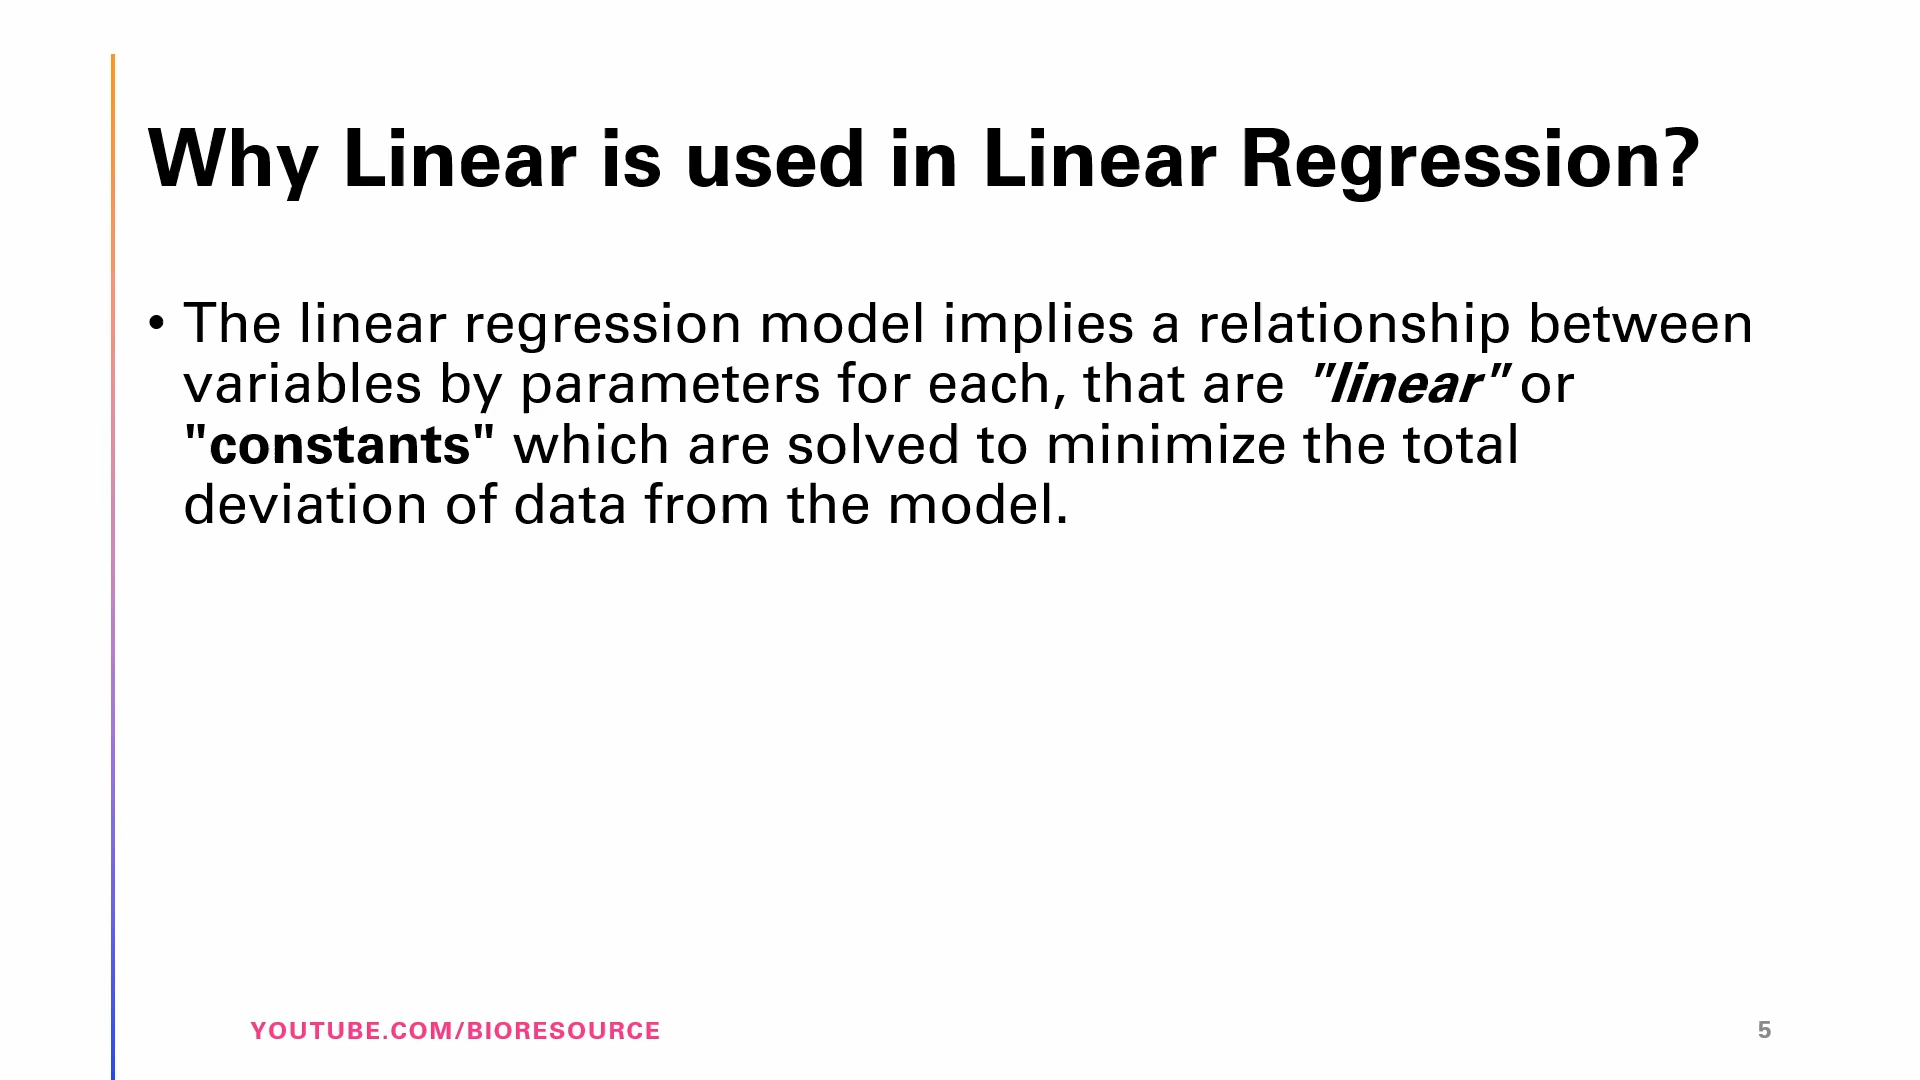 Why Linear is used in Linear Regression?
• The linear regression model implies a relationship between
variables by parameters for each, that are "linear" or
"constants" which are solved to minimize the total
deviation of data from the model.
YOUTUBE.COM/BIORESOURCE
5